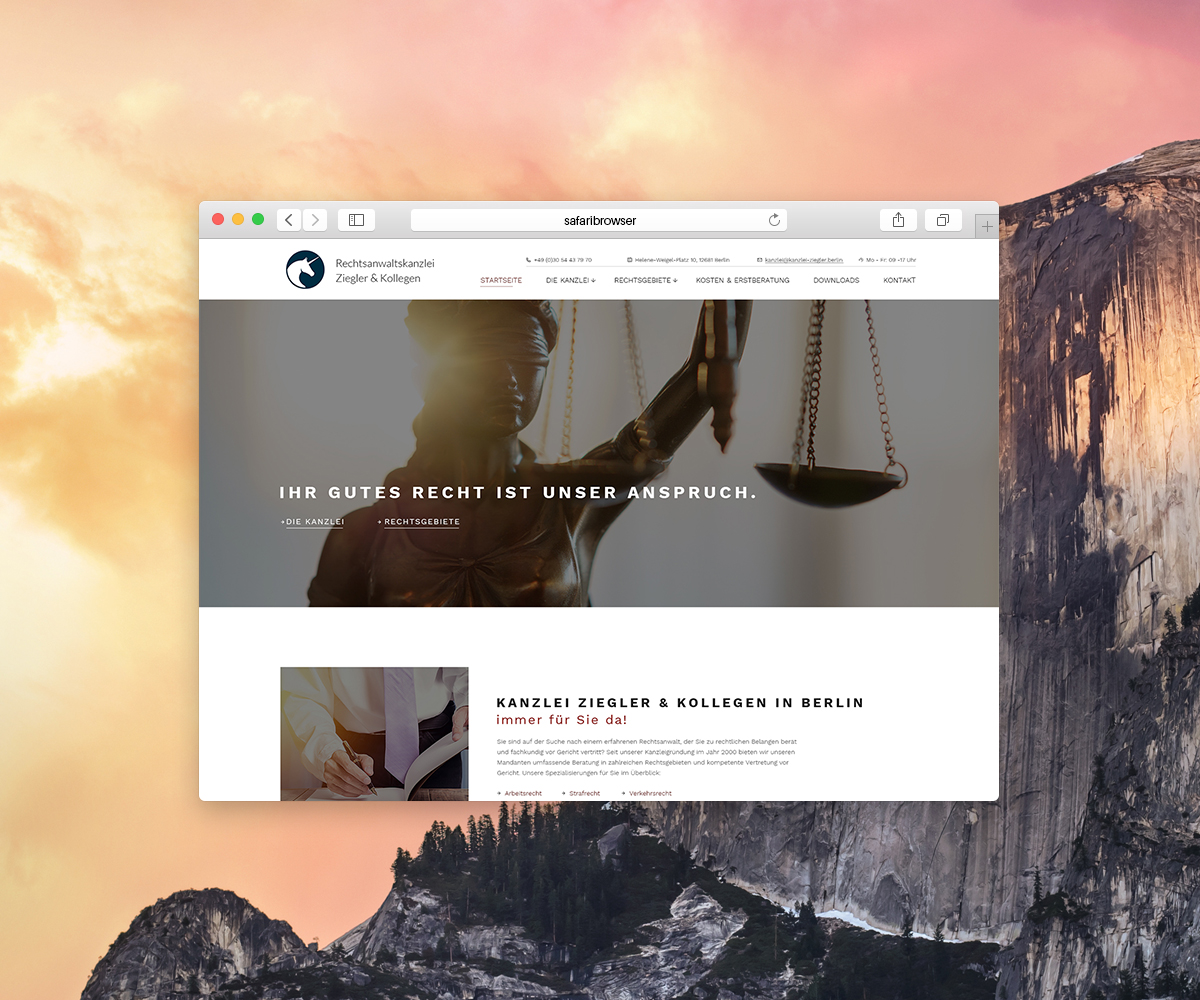 safaribrowser
Rechtsanwaltskanzlei
Ziegler & Kollegen
+49 (0)30 54 43 79 70 Helene-Weigel-Platz 10, 12681 Berlin kanzlei@kanzlei-ziegler.berlin Mo - Fr: 09 -17 Uhr
STARTSEITE DIE KANZLEI RECHTSGEBIETE KOSTEN & ERSTBERATUNG DOWNLOADS KONTAKT
IHR GUTES RECHT IST UNSER ANSPRUCH.
DIE KANZLEI RECHTSGEBIETE
KANZLEI ZIEGLER & KOLLEGEN IN BERLIN
immer für Sie da!
Sie sind auf der Suche nach einem erfahrenen Rechtsanwalt, der Sie zu rechtlichen Belangen berät
und fachkundig vor Gericht vertritt? Seit unserer Kanzleigründung im Jahr 2000 bieten wir unseren
Mandanten umfassende Beratung in zahlreichen Rechtsgebieten und kompetente Vertretung vor
Gericht. Unsere Spezialisierungen für Sie im Überblick:
Arbeitsrecht Strafrecht Verkehrsrecht